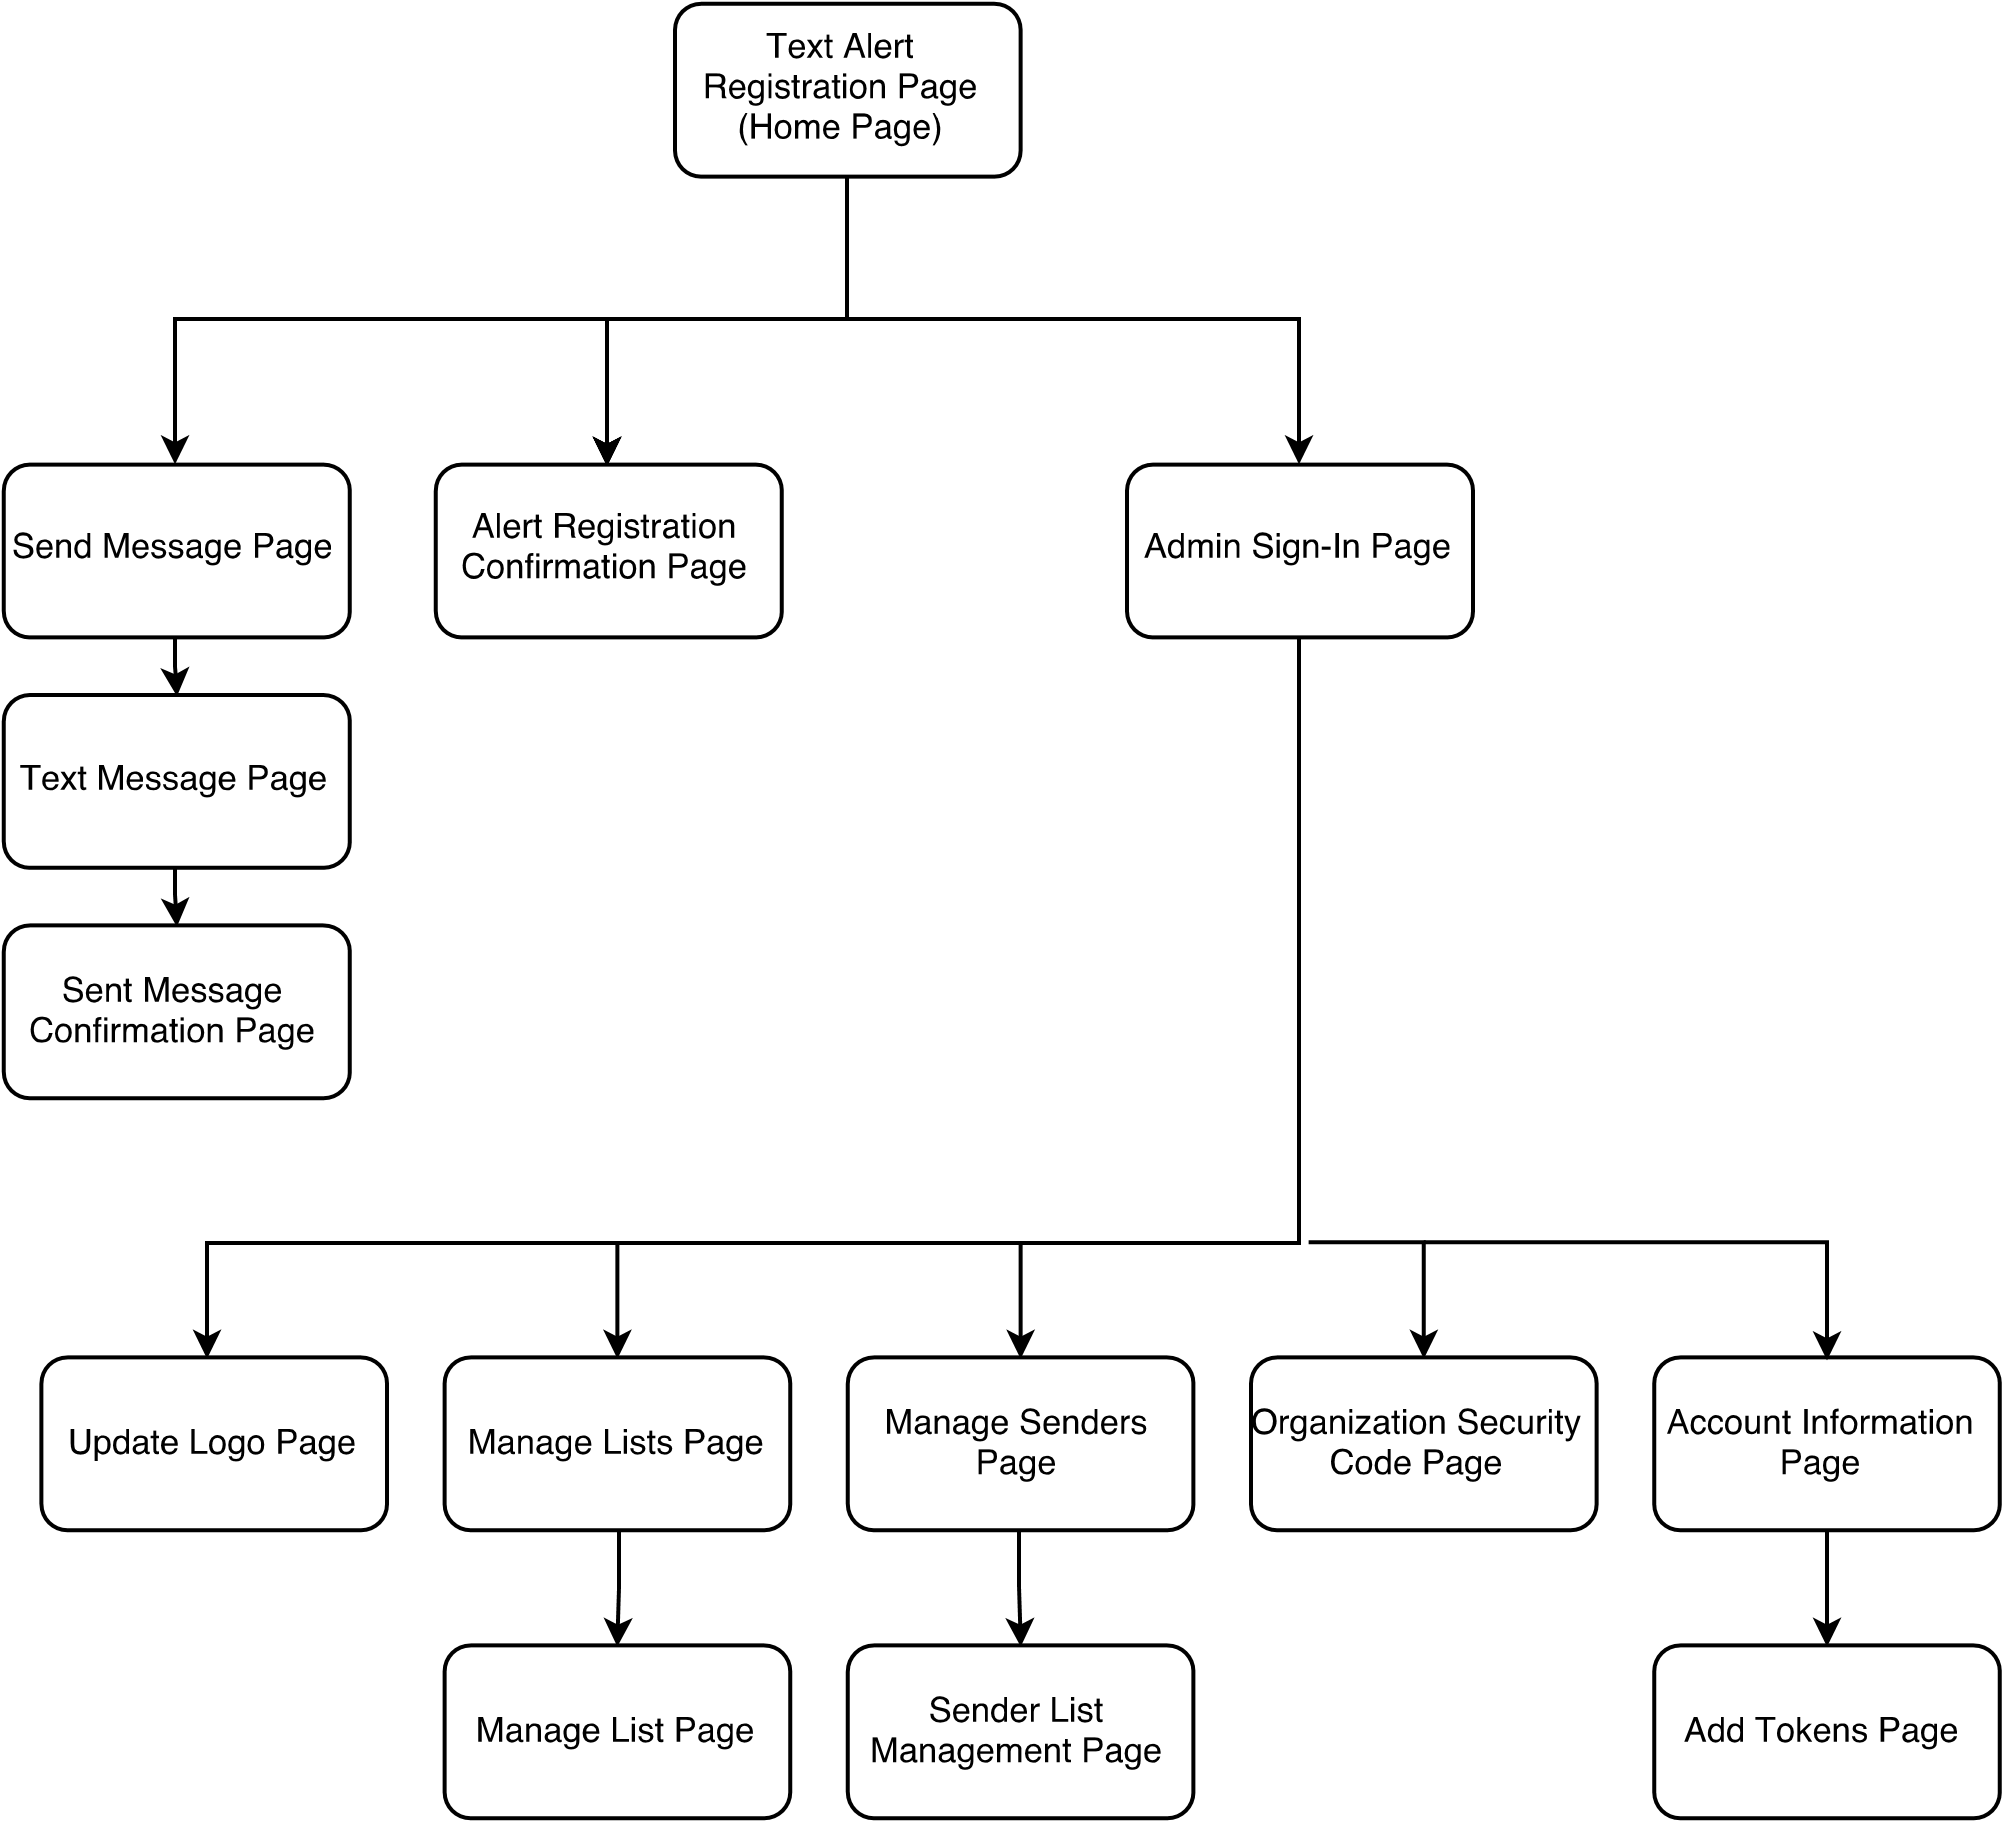 Text Alert
Registration Page
(Home Page)
Send Message Page
Alert Registration
Confirmation Page
Admin Sign-In Page
Text Message Page
Sent Message
Confirmation Page
Update Logo Page
Manage Lists Page
Manage Senders
Page
Organization Security
Code Page
Account Information
Page
Manage List Page
Sender List
Management Page
Add Tokens Page